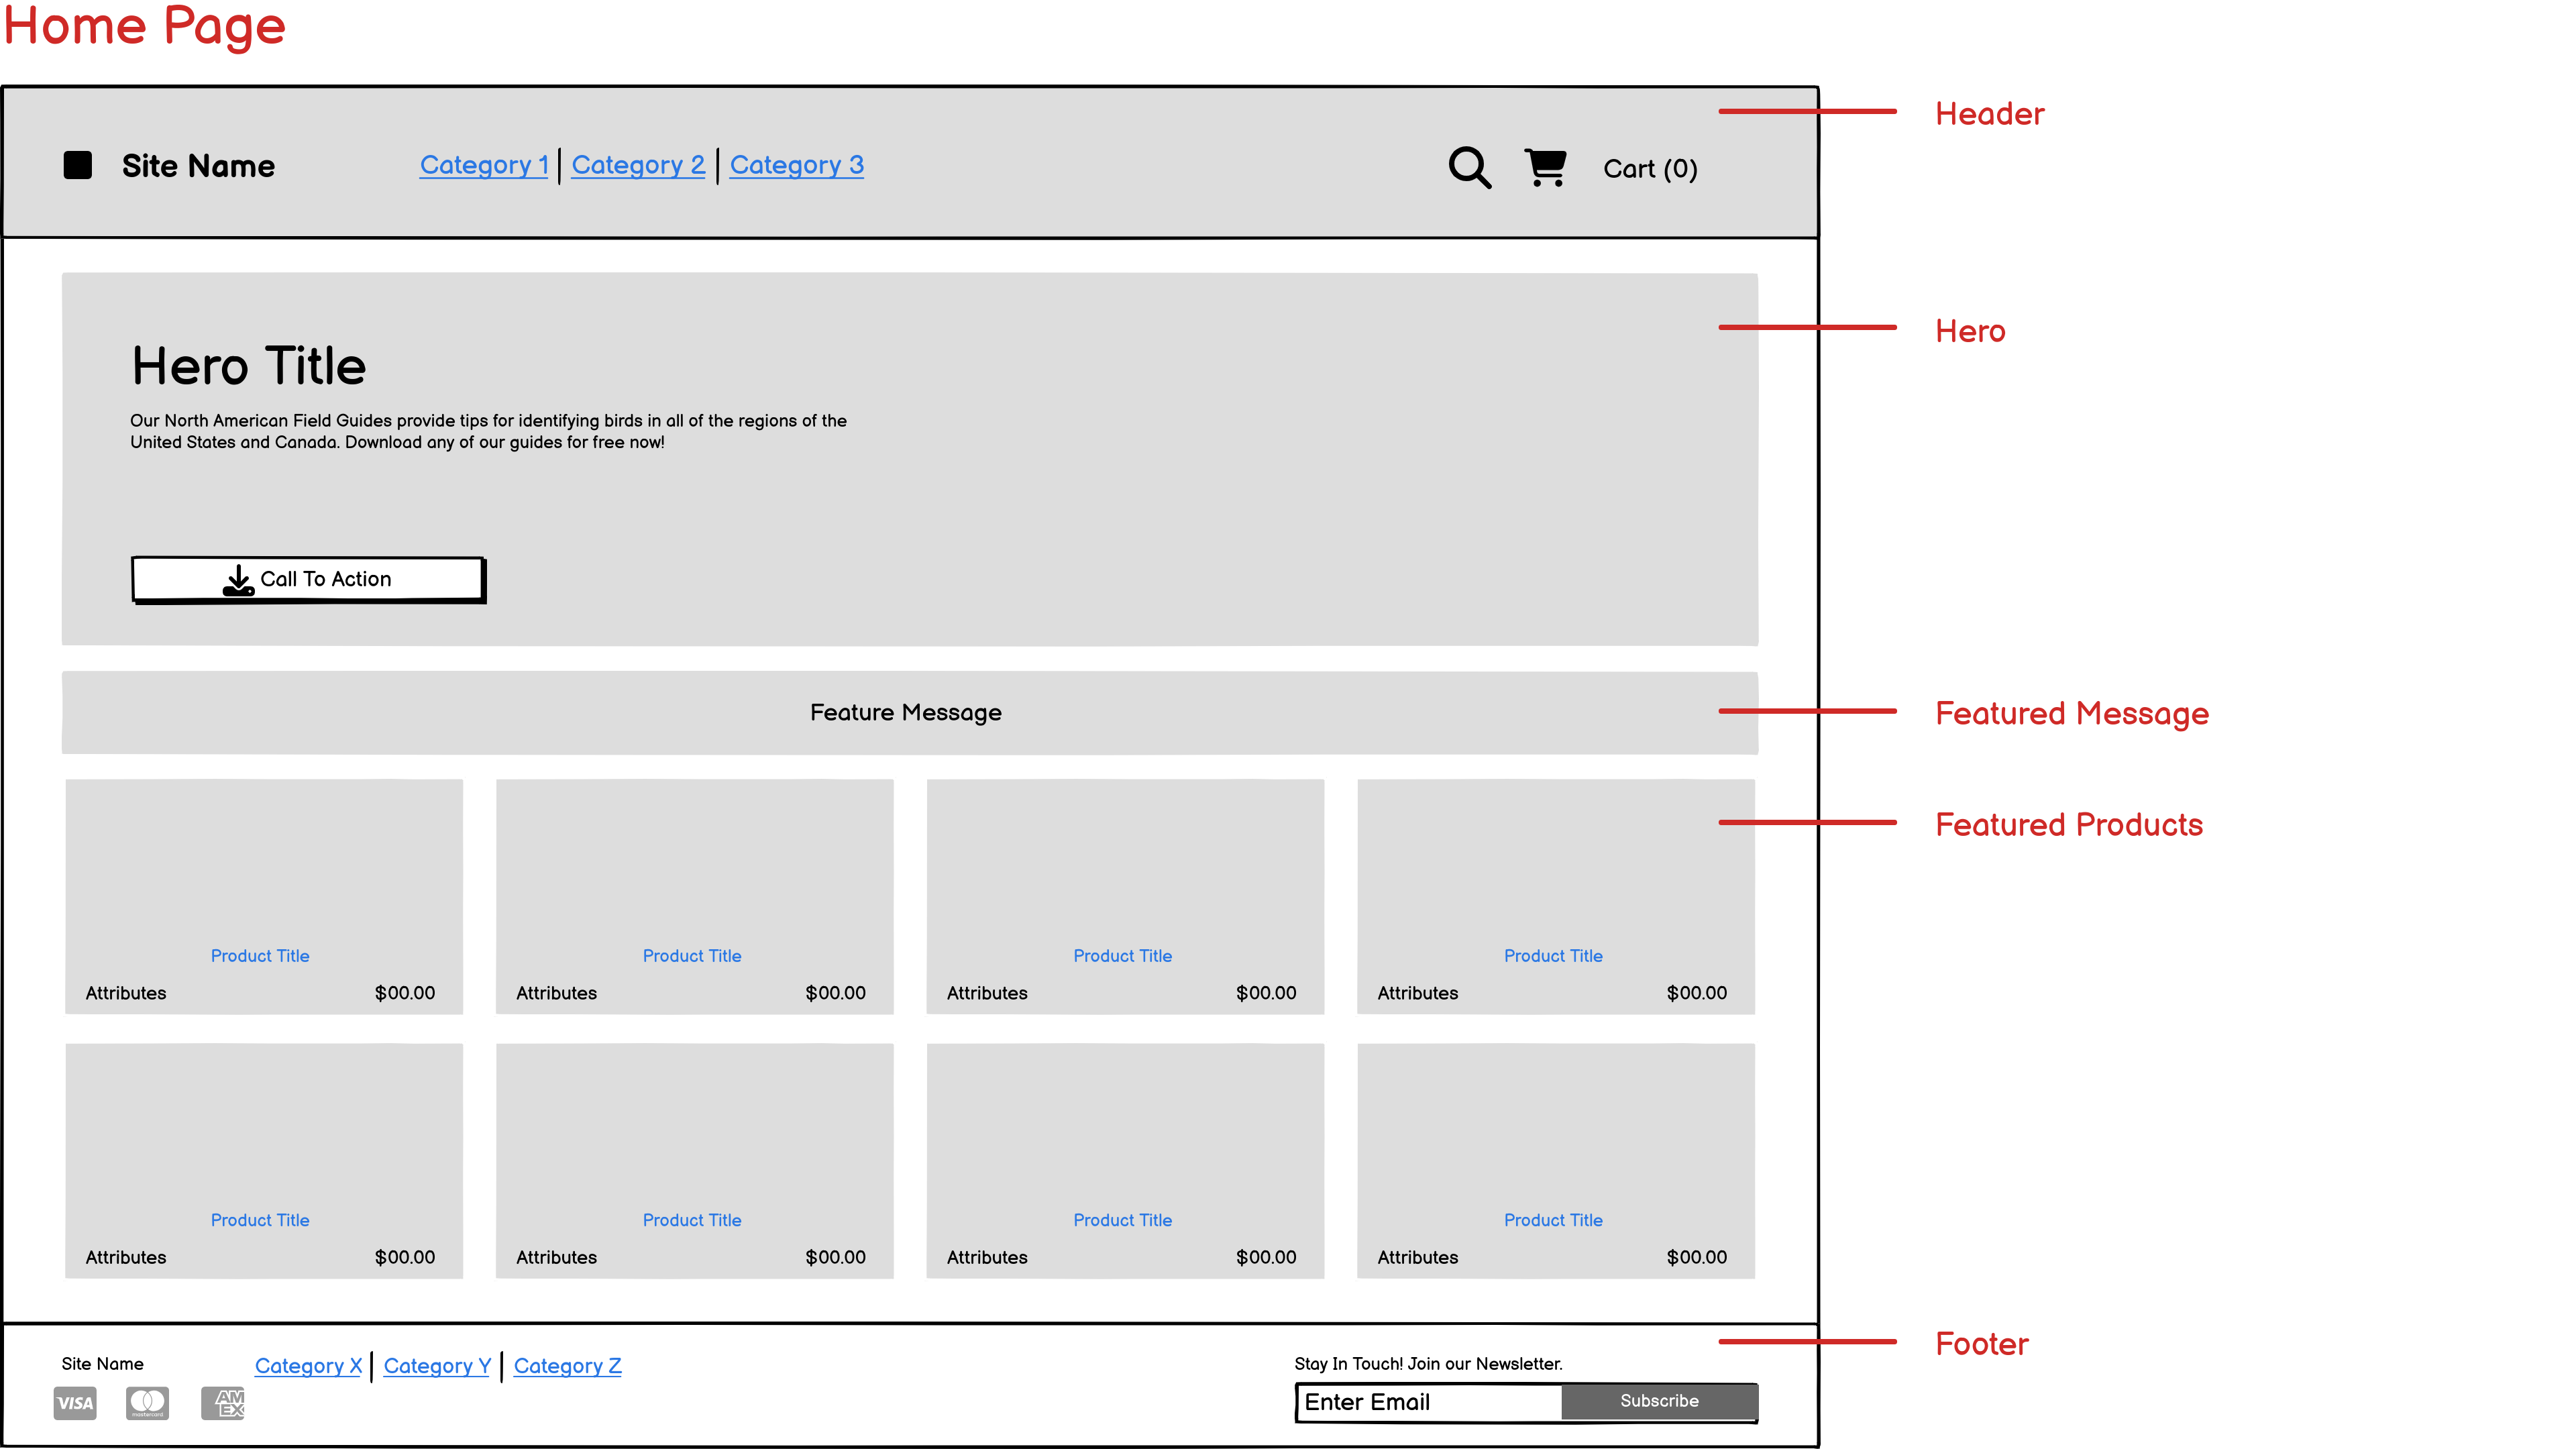 Home Page
Header
Site Name Category 1 Category 2 Category 3 Cart (0)
Hero
Hero Title
Our North American Field Guides provide tips for identifying birds in all of the regions of the
United States and Canada. Download any of our guides for free now!
Call To Action
Feature Message
Featured Message
Featured Products
Product Title Product Title Product Title Product Title
Attributes $00.00 Attributes $00.00 Attributes $00.00 Attributes $00.00
Product Title Product Title Product Title Product Title
Attributes $00.00 Attributes $00.00 Attributes $00.00 Attributes $00.00
Footer
Site Name Category X Category Y Category Z
VISA mastercard AM
EX
Stay In Touch! Join our Newsletter.
Enter Email Subscribe